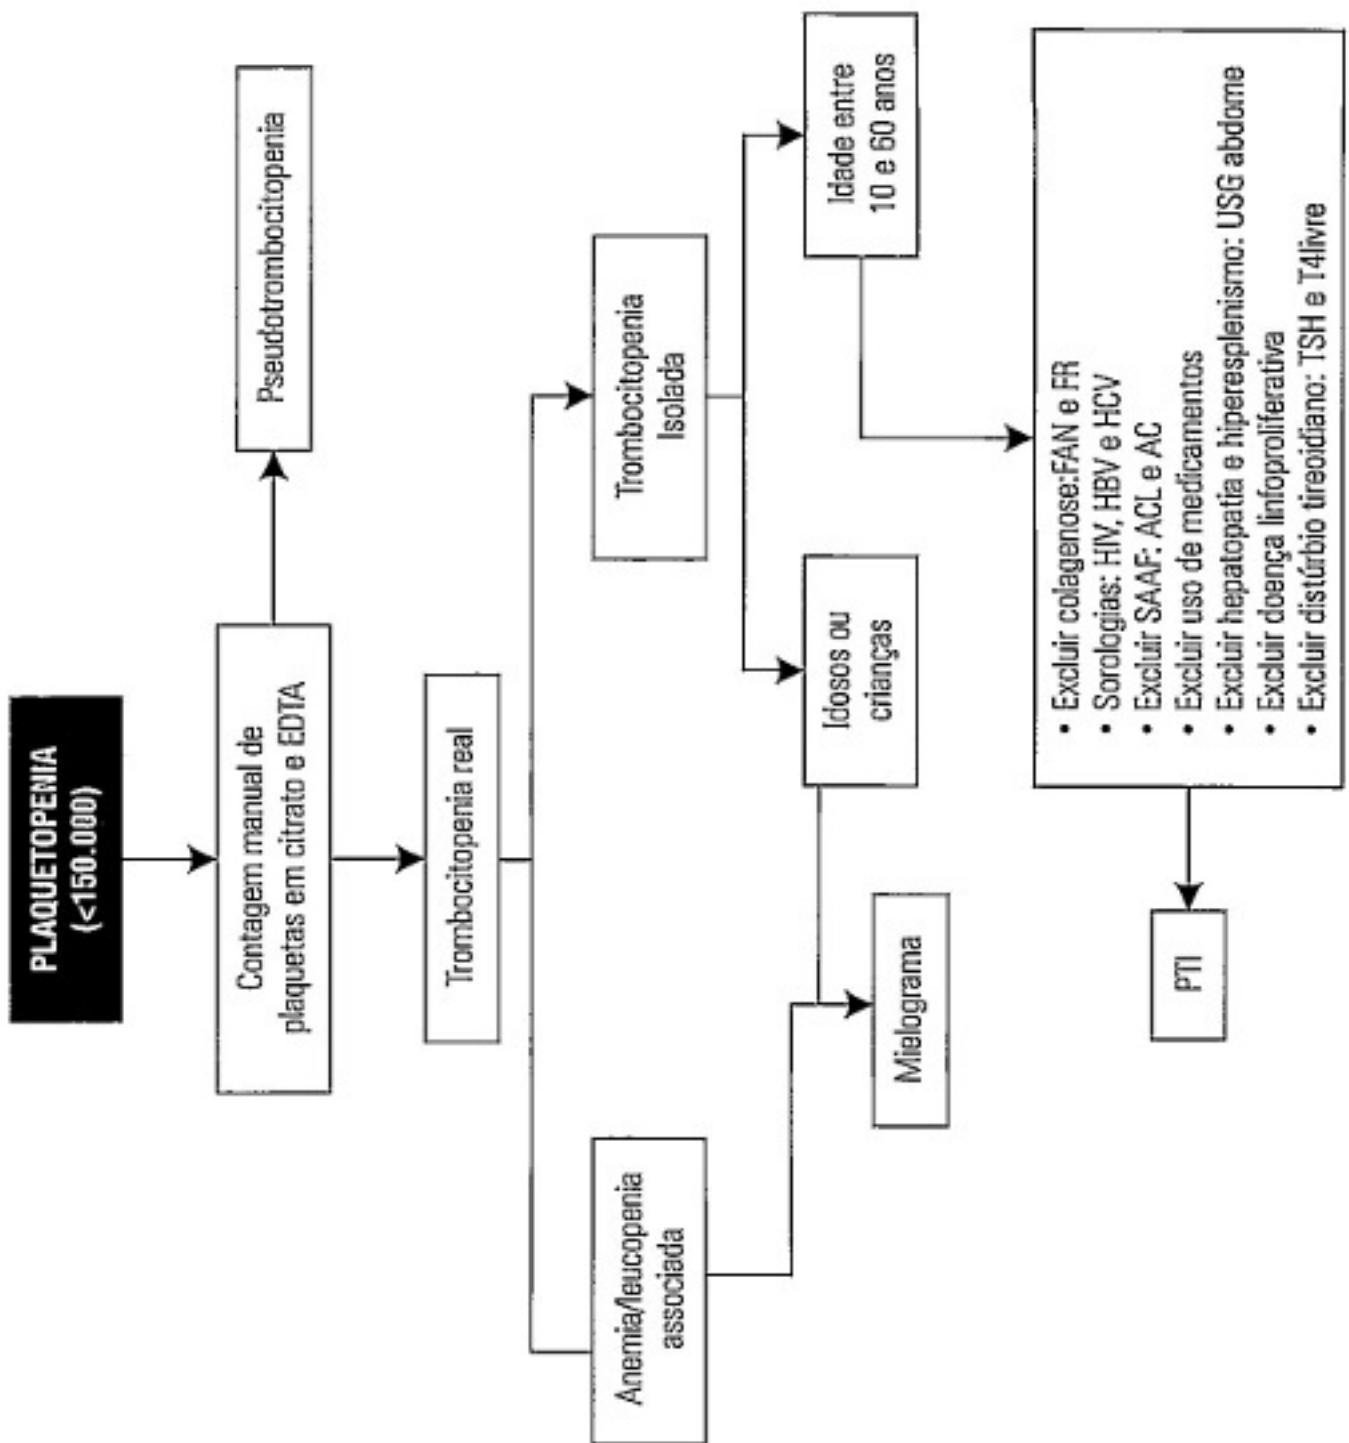 PLAQUETOPENIA
(<150.000)
Contagem manual de
plaquetas em citrato e EDTA
Pseudotrombocitopenia
Trombocitopenia real
Anemia/leucopenia
associada
Trombocitopenia
Isolada
Mielograma
Idosos ou
crianças
Idade entre
10 e 60 anos
• Excluir colagenose:FAN e FR
• Sorologias: HIV, HBV e HCV
• Excluir SAAF: ACL e AC
• Excluir uso de medicamentos
• Excluir hepatopatia e hiperesplenismo: USG abdome
• Excluir doença linfoproliferativa
• Excluir distúrbio tireoidiano: TSH e T4livre
PTI